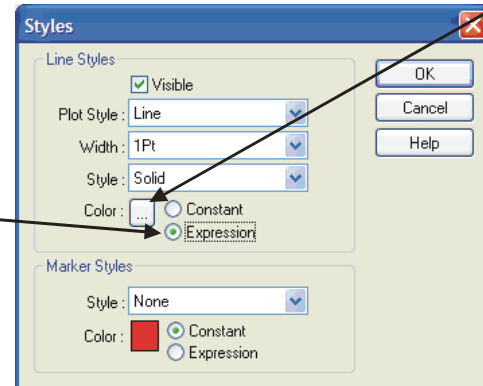 Styles
Line Styles
Visible
OK
Plot Style : Line
Cancel
Width : 1Pt
Help
Style : Solid
Color : ... Constant
Expression
Marker Styles
Style : None
Color : Constant
Expression